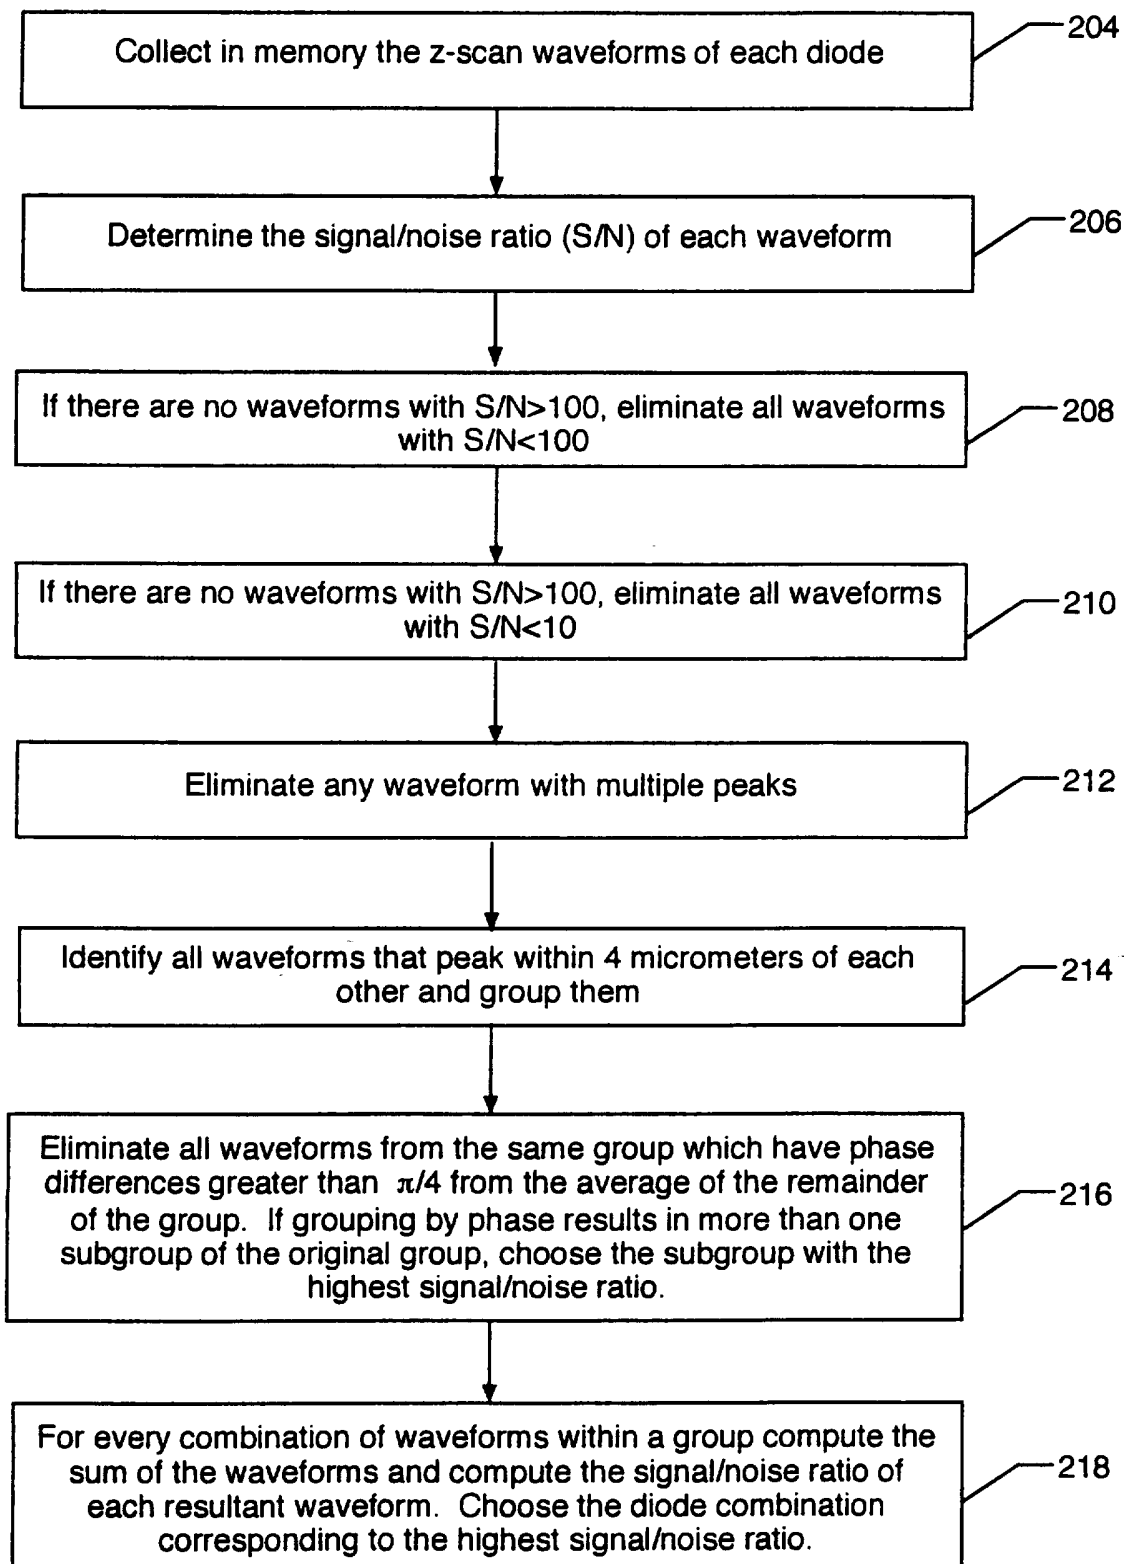 Collect in memory the z-scan waveforms of each diode
204
Determine the signal/noise ratio (S/N) of each waveform
206
If there are no waveforms with S/N>100, eliminate all waveforms
with S/N<100
208
If there are no waveforms with S/N>100, eliminate all waveforms
with S/N<10
210
Eliminate any waveform with multiple peaks
212
Identify all waveforms that peak within 4 micrometers of each
other and group them
214
Eliminate all waveforms from the same group which have phase
differences greater than π/4 from the average of the remainder
of the group. If grouping by phase results in more than one
subgroup of the original group, choose the subgroup with the
highest signal/noise ratio.
216
For every combination of waveforms within a group compute the
sum of the waveforms and compute the signal/noise ratio of
each resultant waveform. Choose the diode combination
corresponding to the highest signal/noise ratio.
218